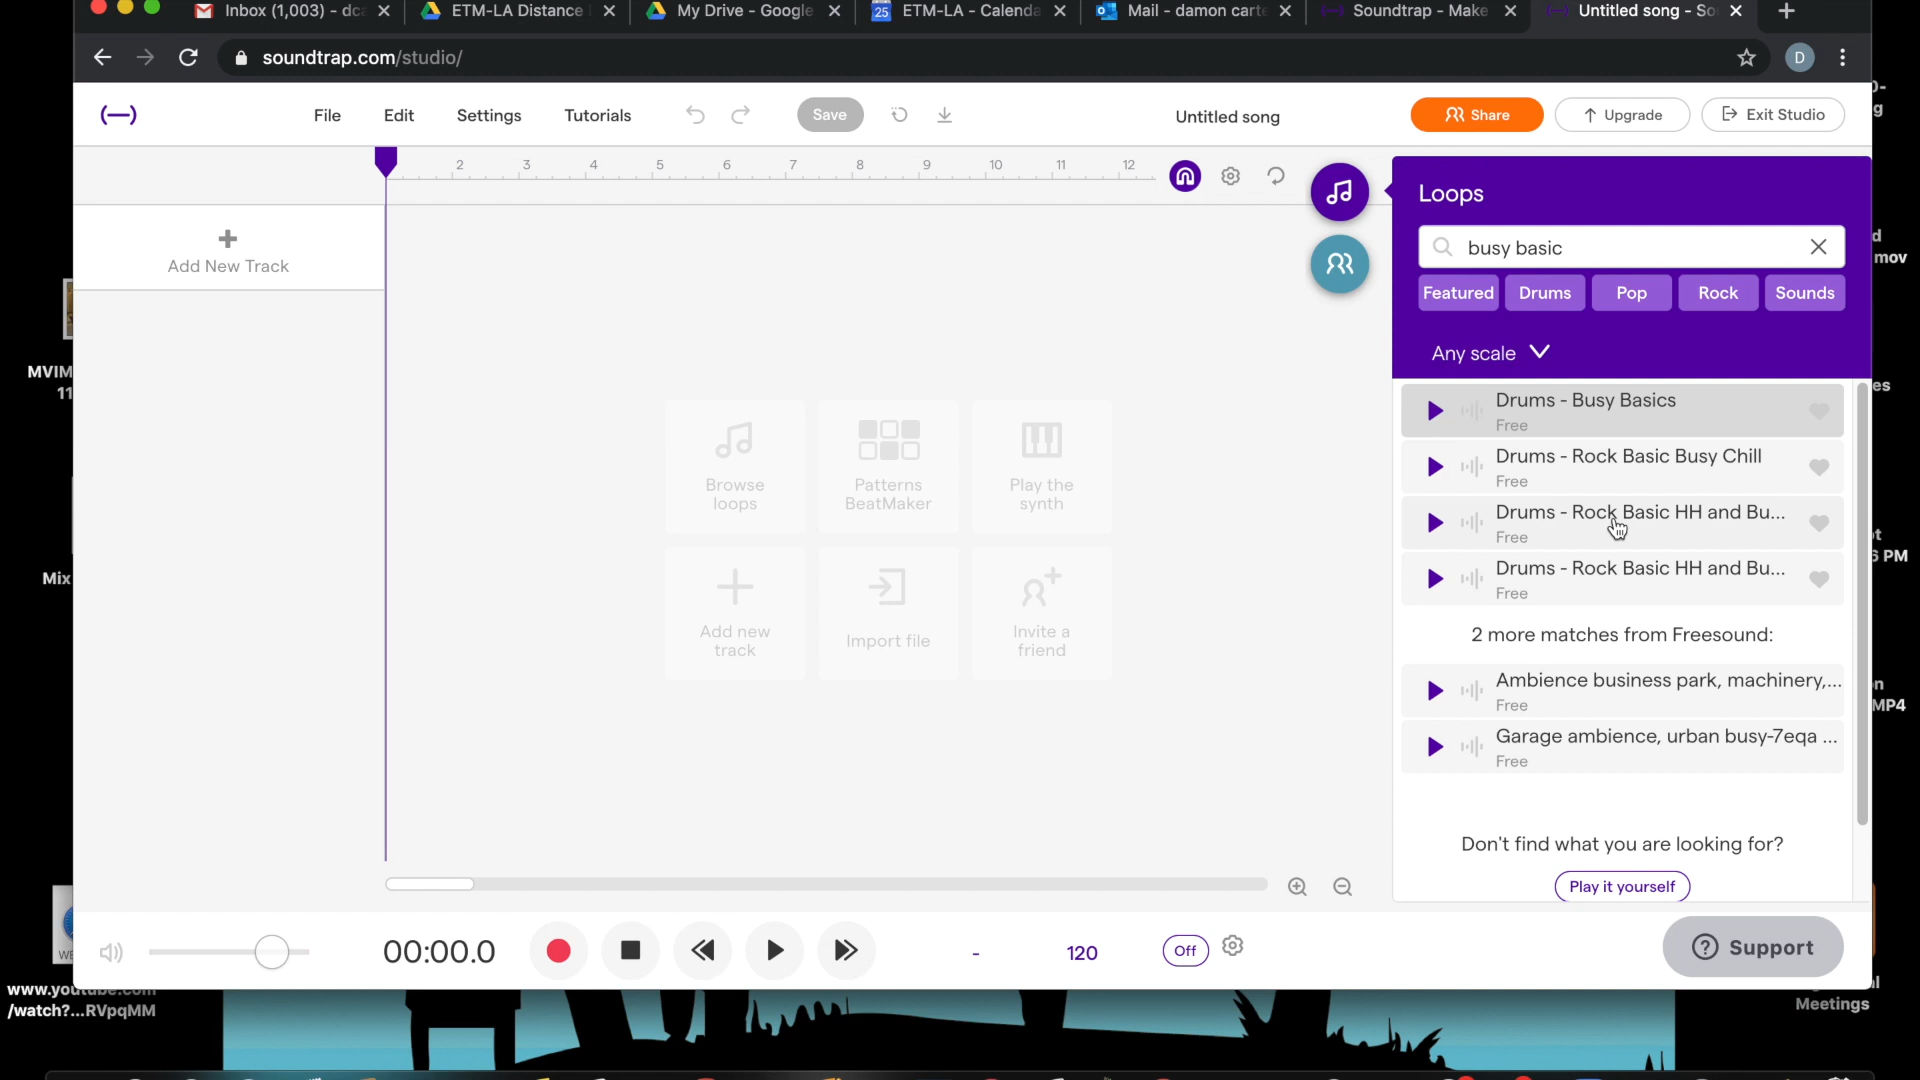 Inbox (1,003) - dc
ETM-LA Distance
My Drive - Google
25
ETM-LA - Calenda
Mail - damon carte
Soundtrap - Make
Untitled song - So
soundtrap.com/studio/
D
File
Edit
Settings
Tutorials
Save
Untitled song
Share
Upgrade
Exit Studio
2 3 4 5 6 7 8 9 10 11 12
Add New Track
Loops
busy basic
Featured
Drums
Pop
Rock
Sounds
Any scale
Drums - Busy Basics
Free
Drums - Rock Basic Busy Chill
Free
Drums - Rock Basic HH and Bu...
Free
Drums - Rock Basic HH and Bu...
Free
2 more matches from Freesound:
Ambience business park, machinery,...
Free
Garage ambience, urban busy-7eqa ...
Free
Don't find what you are looking for?
Play it yourself
Browse
loops
Patterns
BeatMaker
Play the
synth
Add new
track
Import file
Invite a
friend
00:00.0
-
120
Off
Support
MVIM
11
Mix
www.youtube.com
/watch?...RVpqMM
mov
PM
MP4
Meetings